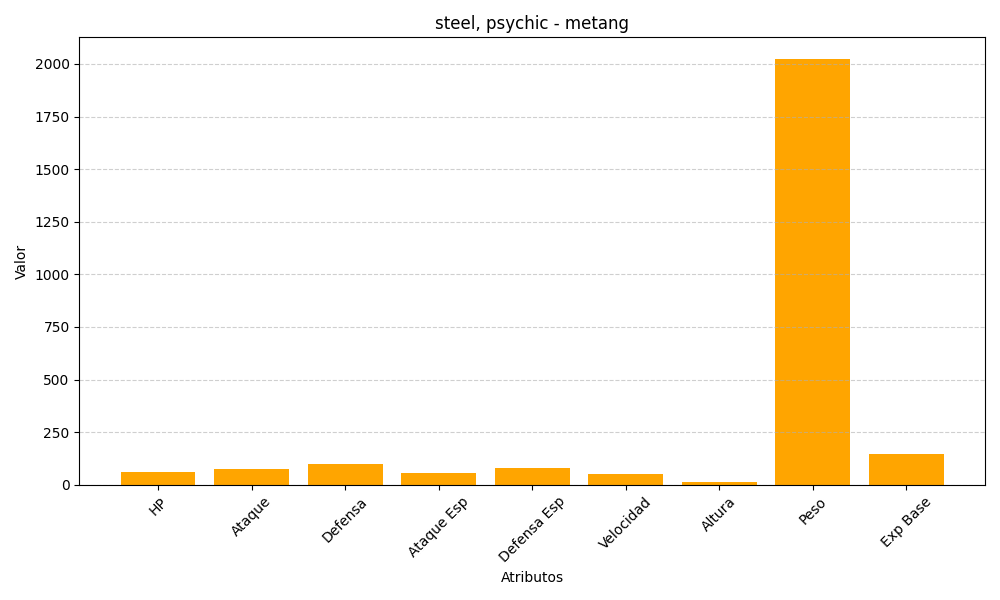 steel, psychic - metang
Valor
2000
1750
1500
1250
1000
750
500
250
0
HP
Ataque
Defensa
Ataque Esp
Defensa Esp
Velocidad
Altura
Peso
Exp Base
Atributos